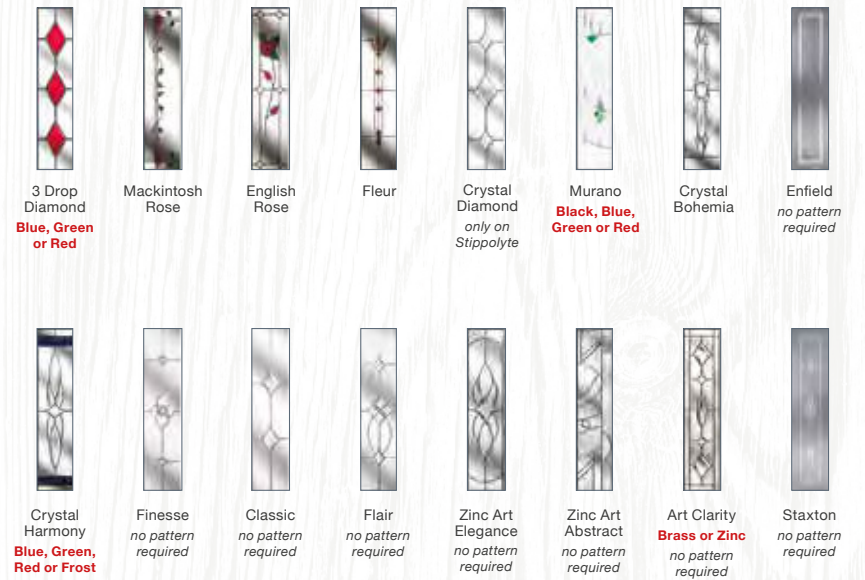 3 Drop
Diamond
Blue, Green
or Red
Mackintosh
Rose
English
Rose
Fleur
Crystal
Diamond
only on
Stippolyte
Murano
Black, Blue,
Green or Red
Crystal
Bohemia
Enfield
no pattern
required
Crystal
Harmony
Blue, Green,
Red or Frost
Finesse
no pattern
required
Classic
no pattern
required
Flair
no pattern
required
Zinc Art
Elegance
no pattern
required
Zinc Art
Abstract
no pattern
required
Art Clarity
Brass or Zinc
no pattern
required
Staxton
no pattern
required